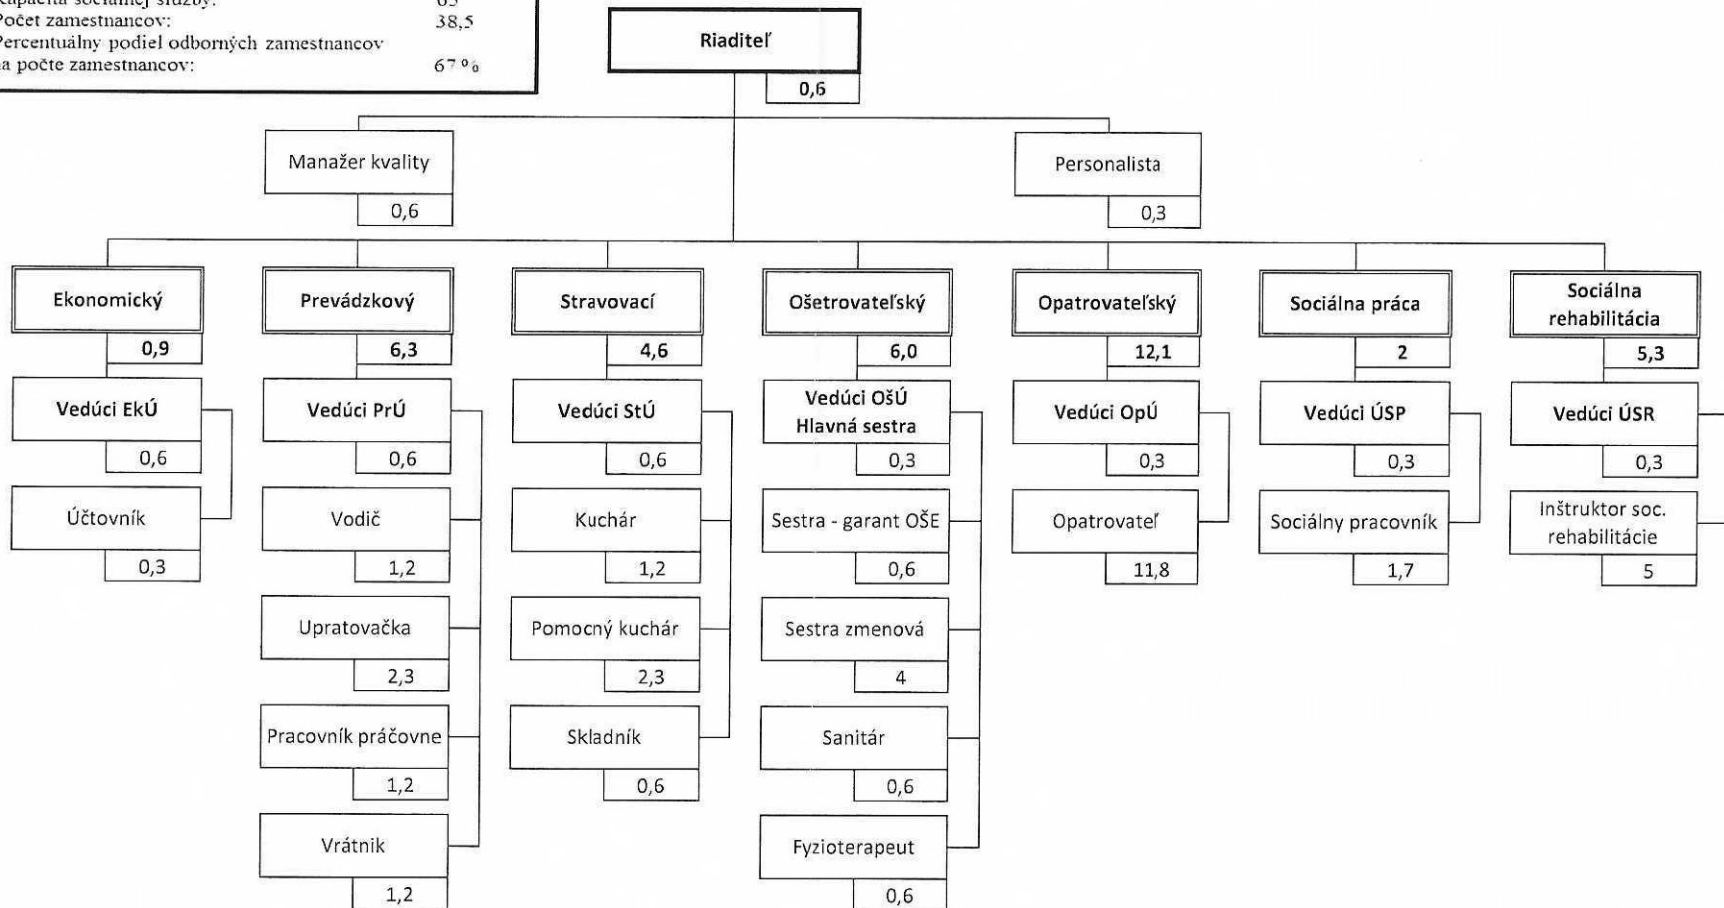 sociálnej služby:
Počet zamestnancov: 38,5
Percentuálny podiel odborných zamestnancov
na počte zamestnancov: 67 %
Riaditeľ
0,6
Manažer kvality
0,6
Personalista
0,3
Ekonomický
0,9
Prevádzkový
6,3
Stravovací
4,6
Ošetrovateľský
6,0
Opatrovateľský
12,1
Sociálna práca
2
Sociálna
rehabilitácia
5,3
Vedúci EkÚ
0,6
Účtovník
0,3
Vedúci PrÚ
0,6
Vodič
1,2
Upratovačka
2,3
Pracovník práčovne
1,2
Vrátnik
1,2
Vedúci StÚ
0,6
Kuchár
1,2
Pomocný kuchár
2,3
Skladník
0,6
Vedúci OšÚ
Hlavná sestra
0,3
Sestra - garant OŠE
0,6
Sestra zmenová
4
Sanitár
0,6
Fyzioterapeut
0,6
Vedúci OpÚ
0,3
Opatrovateľ
11,8
Vedúci ÚSP
0,3
Sociálny pracovník
1,7
Vedúci ÚSR
0,3
Inštruktor soc.
rehabilitácie
5